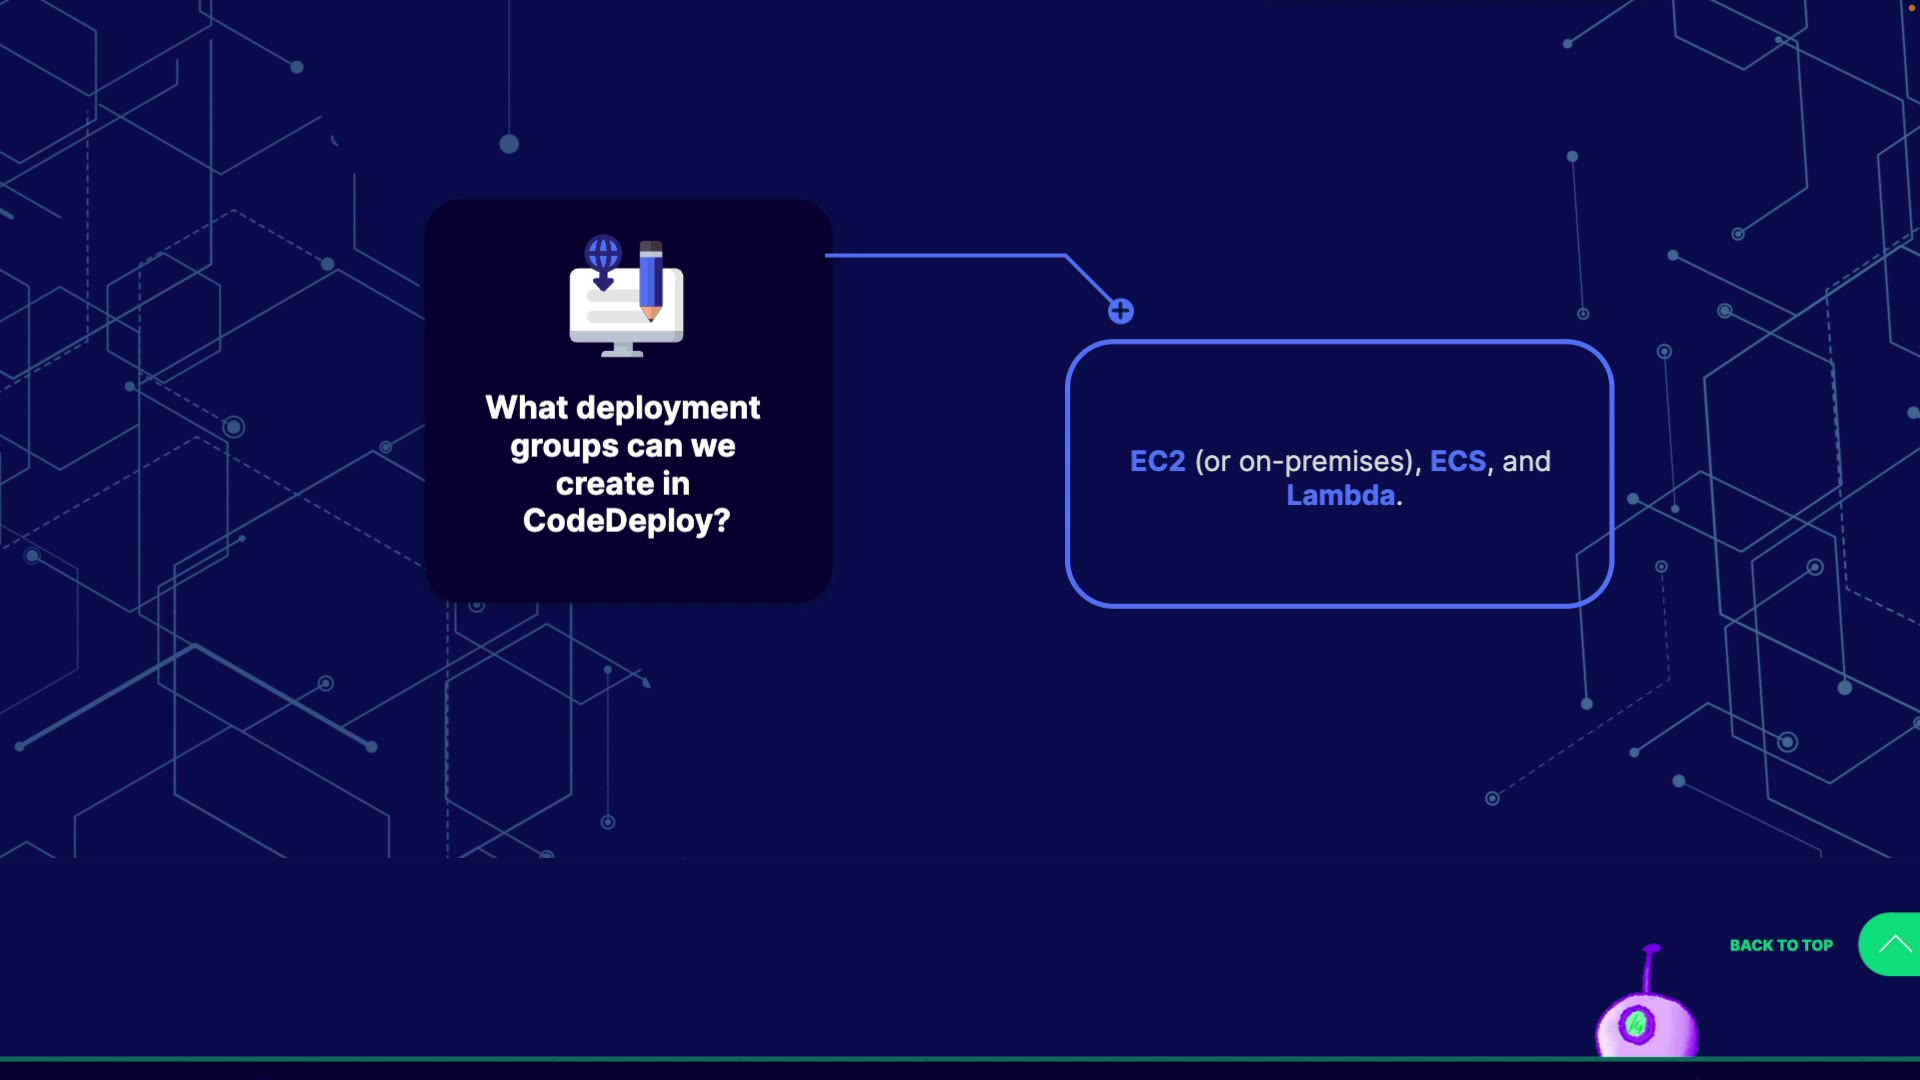 What deployment
groups can we
create in
CodeDeploy?
EC2 (or on-premises), ECS, and
Lambda.
BACK TO TOP